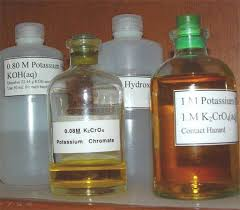 0.80 M Potassium
KOH(aq)
Hydrox
0.08M K₂CrO₄
Potassium Chromate
1 M Potassium
1 M K₂CrO₄(aq)
Contact Hazard